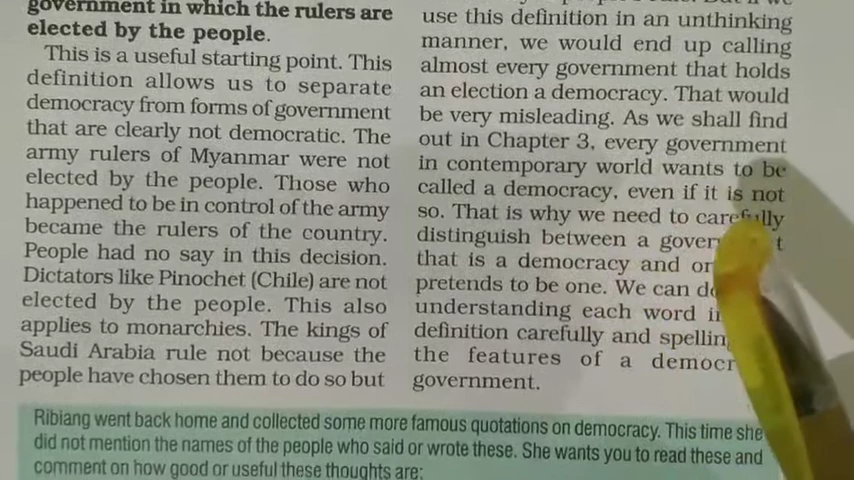 government in which the rulers are
elected by the people.
This is a useful starting point. This
definition allows us to separate
democracy from forms of government
that are clearly not democratic. The
army rulers of Myanmar were not
elected by the people. Those who
happened to be in control of the army
became the rulers of the country.
People had no say in this decision.
Dictators like Pinochet (Chile) are not
elected by the people. This also
applies to monarchies. The kings of
Saudi Arabia rule not because the
people have chosen them to do so but
use this definition in an unthinking
manner, we would end up calling
almost every government that holds
an election a democracy. That would
be very misleading. As we shall find
out in Chapter 3, every government
in contemporary world wants to be
called a democracy, even if it is not
so. That is why we need to carefully
distinguish between a
that is a democracy and
pretends to be one. We can
understanding each word
definition carefully and
the features of a
government.
Ribiang went back home and collected some more famous quotations on democracy. This time she
did not mention the names of the people who said or wrote these. She wants you to read these and
comment on how good or useful these thoughts are: